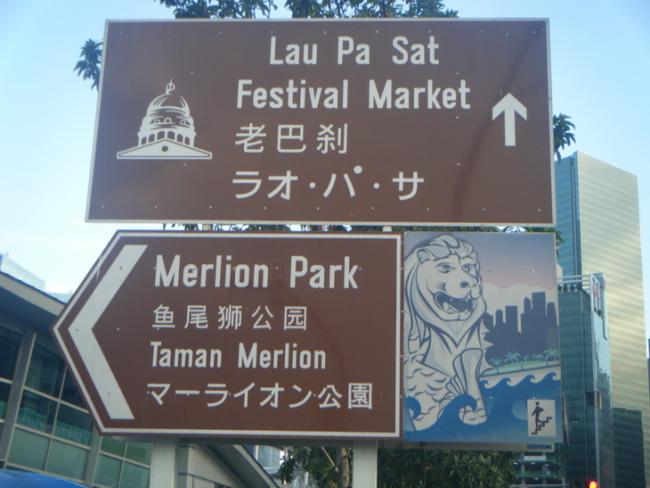 Lau Pa Sat
Festival Market
老巴刹
ラオ・パ・サ
Merlion Park
鱼尾狮公园
Taman Merlion
マーライオン公園